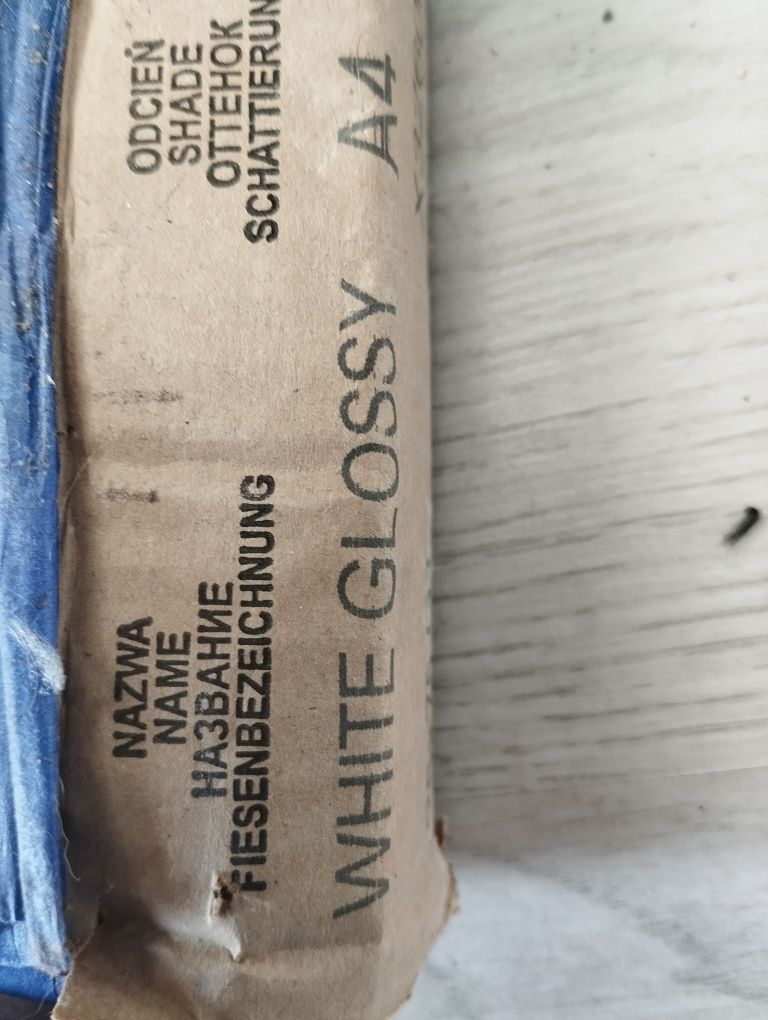 NAZWA
NAME
НАЗВАНИЕ
FIESENBEZEICHNUNG
WHITE GLOSSY
ODCIEŃ
SHADE
ОТТЕНОК
SCHATTIERUN
A4